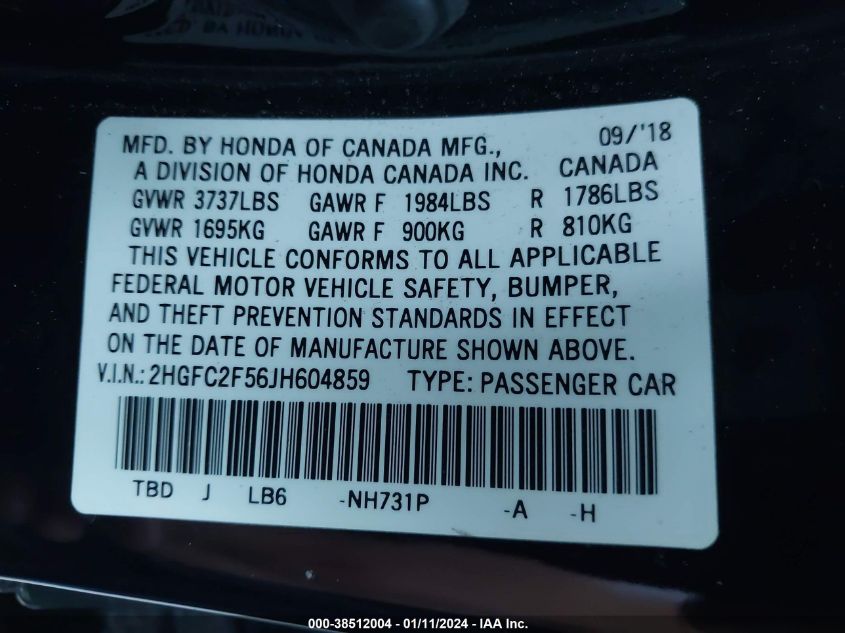 MFD. BY HONDA OF CANADA MFG., 09/'18
A DIVISION OF HONDA CANADA INC. CANADA
GVWR 3737LBS GAWR F 1984LBS R 1786LBS
GVWR 1695KG GAWR F 900KG R 810KG
THIS VEHICLE CONFORMS TO ALL APPLICABLE
FEDERAL MOTOR VEHICLE SAFETY, BUMPER,
AND THEFT PREVENTION STANDARDS IN EFFECT
ON THE DATE OF MANUFACTURE SHOWN ABOVE.
V.I.N.: 2HGFC2F56JH604859 TYPE: PASSENGER CAR
TBD J LB6 -NH731P -A -H
000-38512004 - 01/11/2024 - IAA Inc.